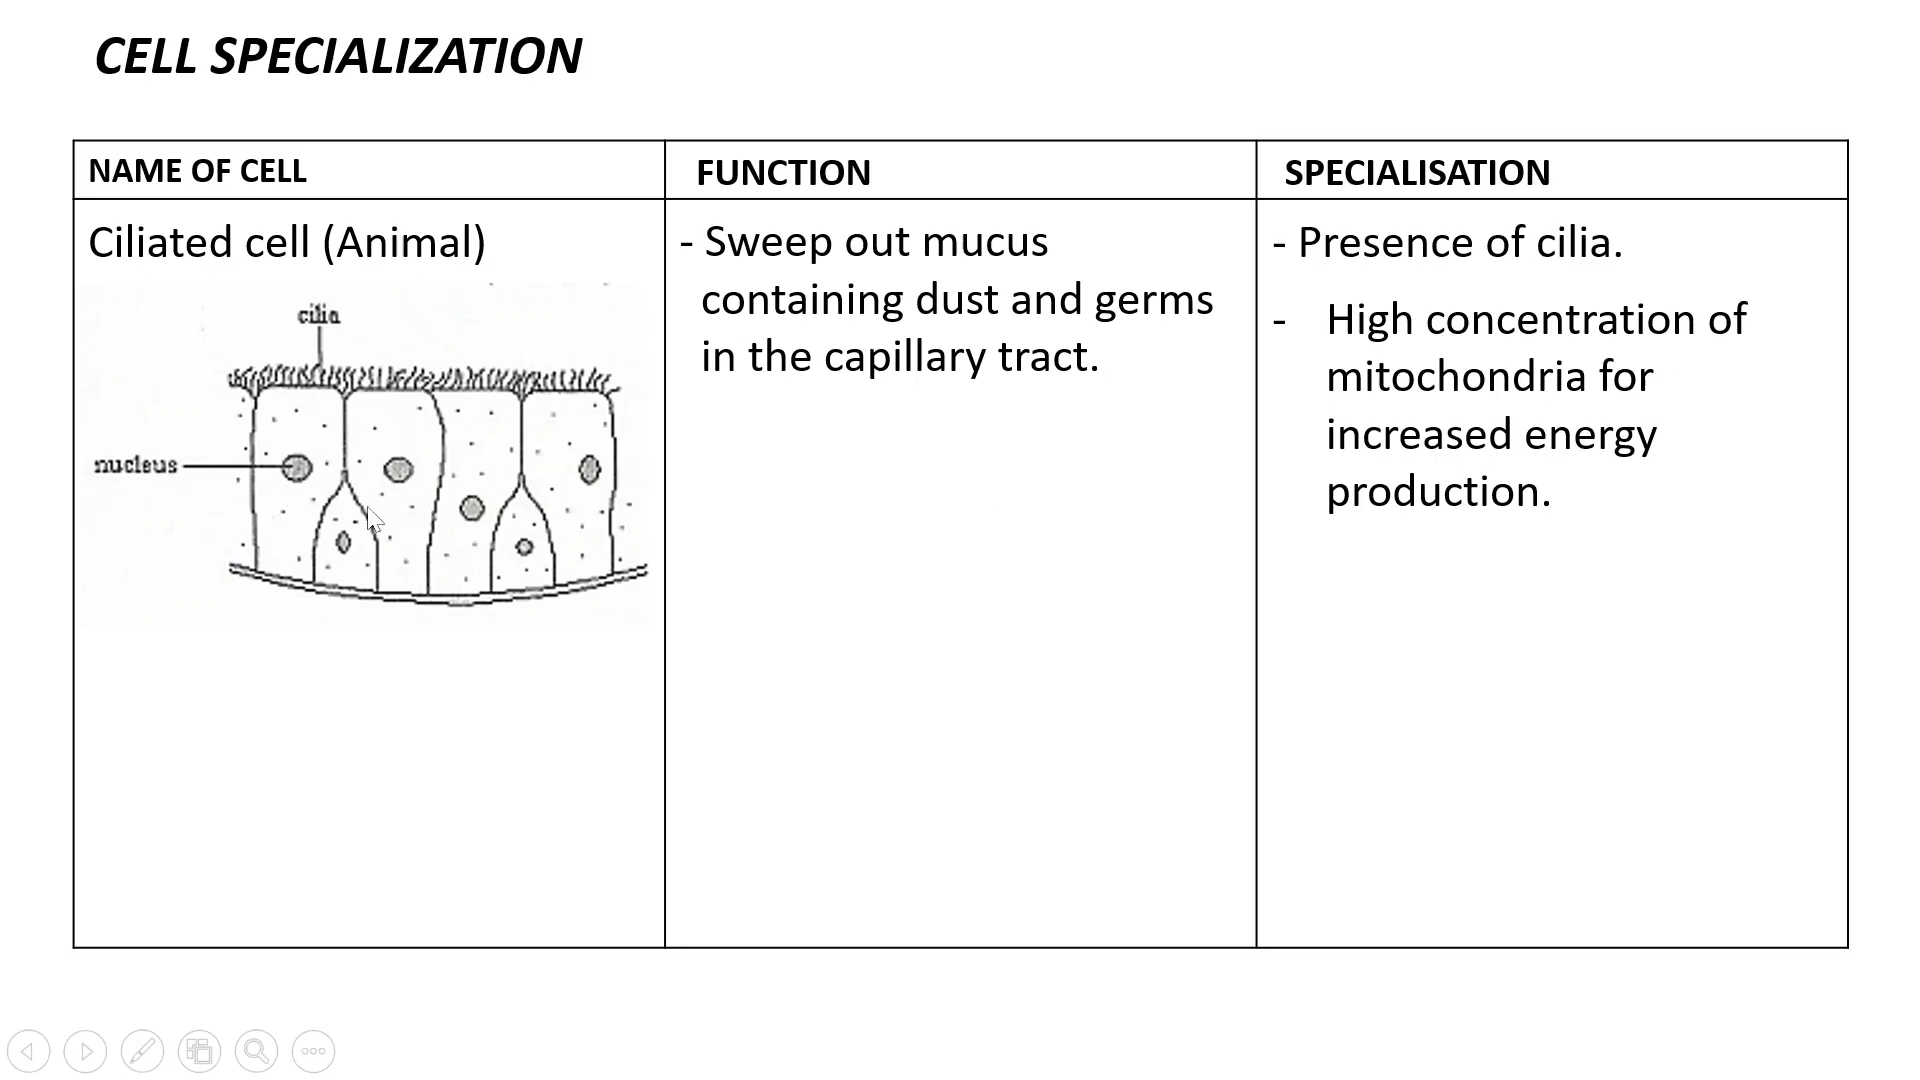 CELL SPECIALIZATION
NAME OF CELL
FUNCTION
SPECIALISATION
Ciliated cell (Animal)
cilia
nucleus
- Sweep out mucus
containing dust and germs
in the capillary tract.
- Presence of cilia.
- High concentration of
mitochondria for
increased energy
production.